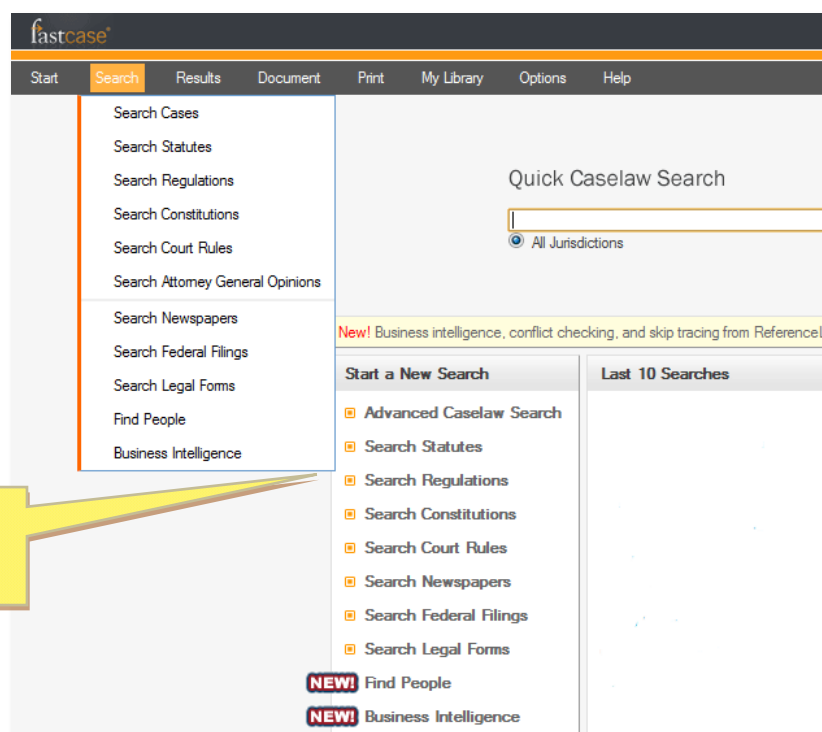 fastcase®
Start Search Results Document Print My Library Options Help
Search Cases
Search Statutes
Search Regulations
Search Constitutions
Search Court Rules
Search Attorney General Opinions
Search Newspapers
Search Federal Filings
Search Legal Forms
Find People
Business Intelligence
Quick Caselaw Search
All Jurisdictions
New! Business intelligence, conflict checking, and skip tracing from Reference
Start a New Search
Advanced Caselaw Search
Search Statutes
Search Regulations
Search Constitutions
Search Court Rules
Search Newspapers
Search Federal Filings
Search Legal Forms
NEW! Find People
NEW! Business Intelligence
Last 10 Searches